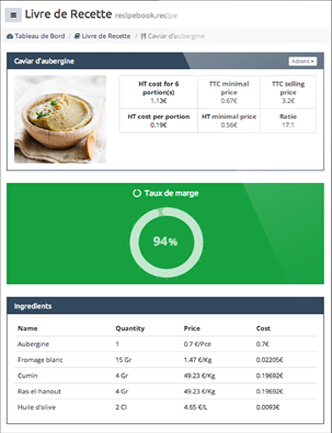 Livre de Recette recipebook.recipe
Tableau de Bord / Livre de Recette / Caviar d'aubergine
Caviar d'aubergine Actions
HT cost for 6 portion(s) TTC minimal price TTC selling price
1.13€ 0.67€ 3.2€
HT cost per portion HT minimal price Ratio
0.19€ 0.56€ 17.1
Taux de marge
94%
Ingredients
Name Quantity Price Cost
Aubergine 1 0.7 €/Pce 0.7€
Fromage blanc 15 Gr 1.47 €/Kg 0.02205€
Cumin 4 Gr 49.23 €/Kg 0.19692€
Ras-el-hanout 4 Gr 49.23 €/Kg 0.19692€
Huile d'olive 2 Cl 4.65 €/L 0.0093€